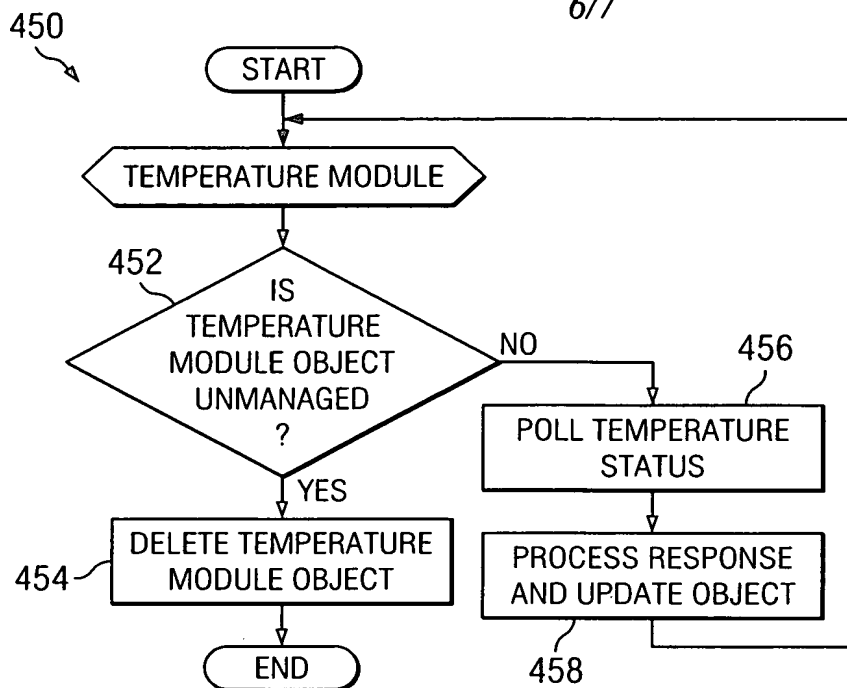 6/7
450
START
TEMPERATURE MODULE
452
IS
TEMPERATURE
MODULE OBJECT
UNMANAGED
?
NO
YES
456
POLL TEMPERATURE
STATUS
454
DELETE TEMPERATURE
MODULE OBJECT
PROCESS RESPONSE
AND UPDATE OBJECT
458
END